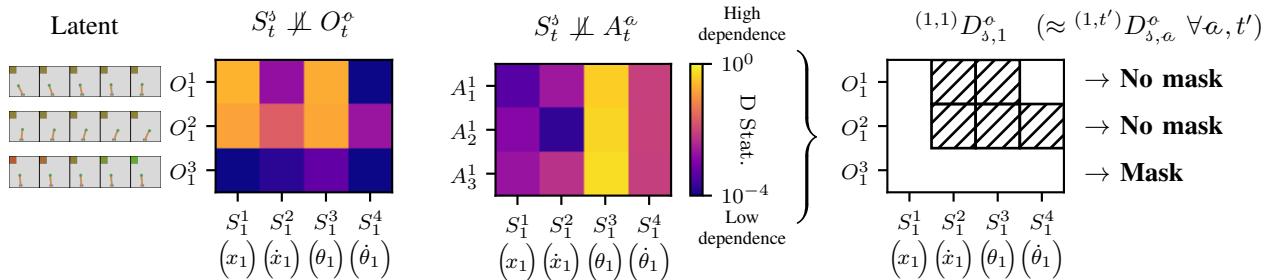 Latent
S_t^𝓈 ⊥̸⊥ O_t^ℴ
S_t^𝓈 ⊥̸⊥ A_t^𝒶
High dependence
^{(1,1)}D_{𝓈,1}^ℴ (≈ ^{(1,t')}D_{𝓈,𝒶}^ℴ ∀𝒶, t')
O_1^1
O_1^2
O_1^3
S_1^1 S_1^2 S_1^3 S_1^4
(x_1) (ẋ_1) (θ_1) (θ̇_1)
A_1^1
A_2^1
A_3^1
S_1^1 S_1^2 S_1^3 S_1^4
(x_1) (ẋ_1) (θ_1) (θ̇_1)
10^0
D Stat.
10^{-4}
Low dependence
O_1^1 → No mask
O_1^2 → No mask
O_1^3 → Mask
S_1^1 S_1^2 S_1^3 S_1^4
(x_1) (ẋ_1) (θ_1) (θ̇_1)